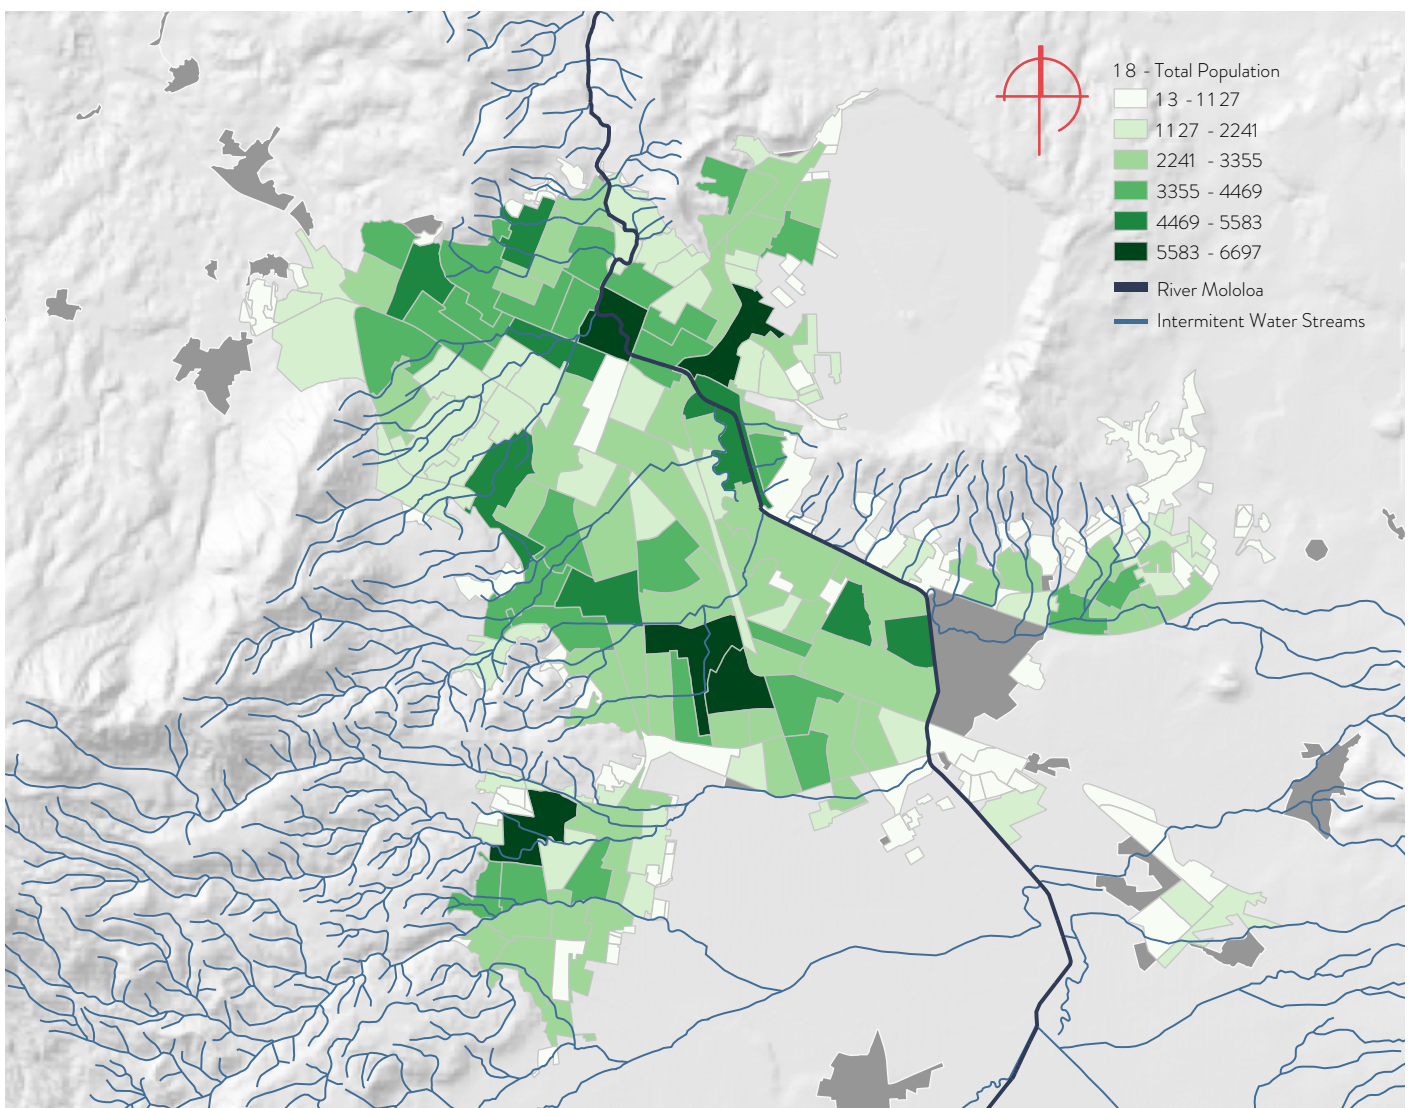 18 - Total Population
13 - 1127
1127 - 2241
2241 - 3355
3355 - 4469
4469 - 5583
5583 - 6697
River Mololoa
Intermitent Water Streams